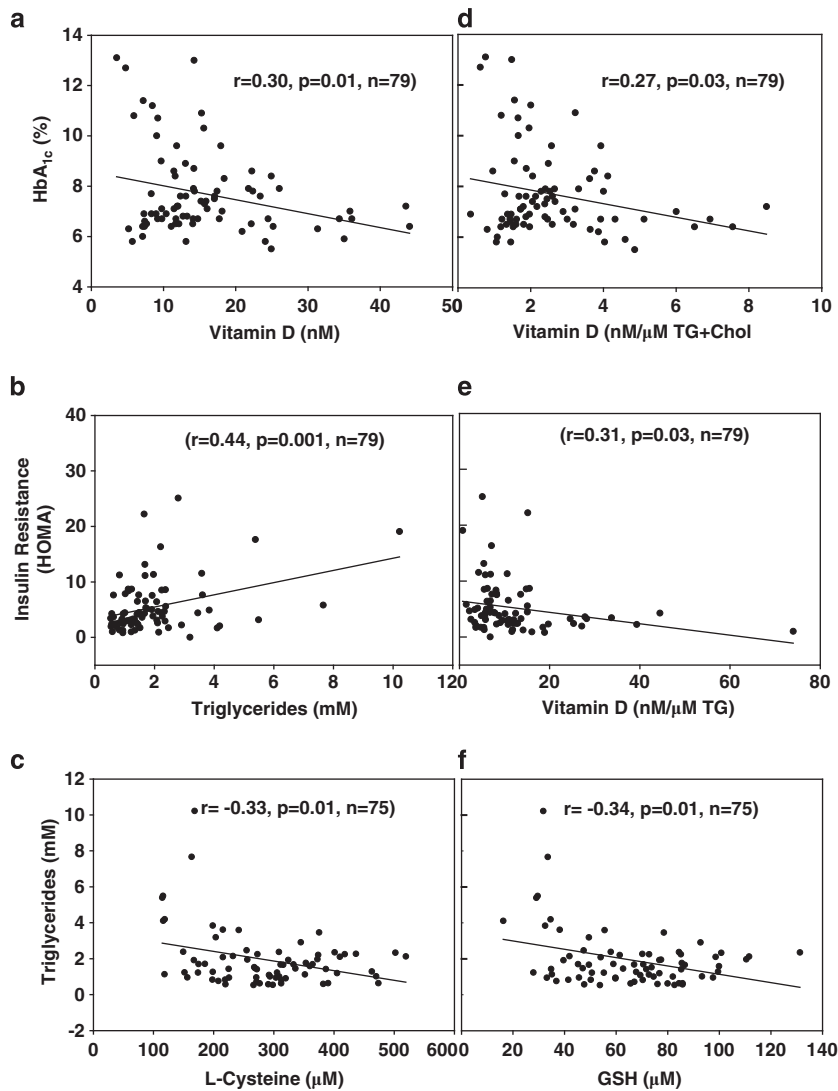 a
d
14
12
10
8
6
4
HbA1c (%)
r=0.30, p=0.01, n=79)
r=0.27, p=0.03, n=79)
0 10 20 30 40 50
0 2 4 6 8 10
Vitamin D (nM)
Vitamin D (nM/μM TG+Chol
b
e
40
30
20
10
0
Insulin Resistance
(HOMA)
(r=0.44, p=0.001, n=79)
(r=0.31, p=0.03, n=79)
0 2 4 6 8 10 12
0 20 40 60 80
Triglycerides (mM)
Vitamin D (nM/μM TG)
c
f
12
10
8
6
4
2
0
-2
Triglycerides (mM)
r= -0.33, p=0.01, n=75)
r= -0.34, p=0.01, n=75)
0 100 200 300 400 500 600
0 20 40 60 80 100 120 140
L-Cysteine (μM)
GSH (μM)